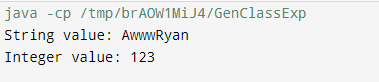 java -cp /tmp/brAOW1MiJ4/GenClassExp
String value: AwwwRyan
Integer value: 123